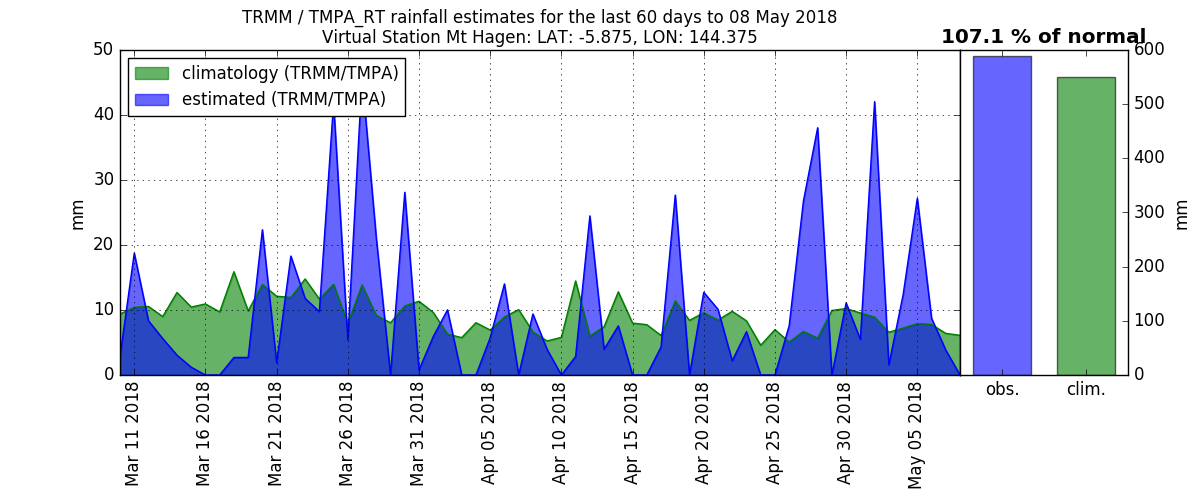 TRMM / TMPA_RT rainfall estimates for the last 60 days to 08 May 2018
Virtual Station Mt Hagen: LAT: -5.875, LON: 144.375
107.1 % of normal
climatology (TRMM/TMPA)
estimated (TRMM/TMPA)
50
40
30
20
10
0
mm
600
500
400
300
200
100
0
mm
Mar 11 2018
Mar 16 2018
Mar 21 2018
Mar 26 2018
Mar 31 2018
Apr 05 2018
Apr 10 2018
Apr 15 2018
Apr 20 2018
Apr 25 2018
Apr 30 2018
May 05 2018
obs.
clim.